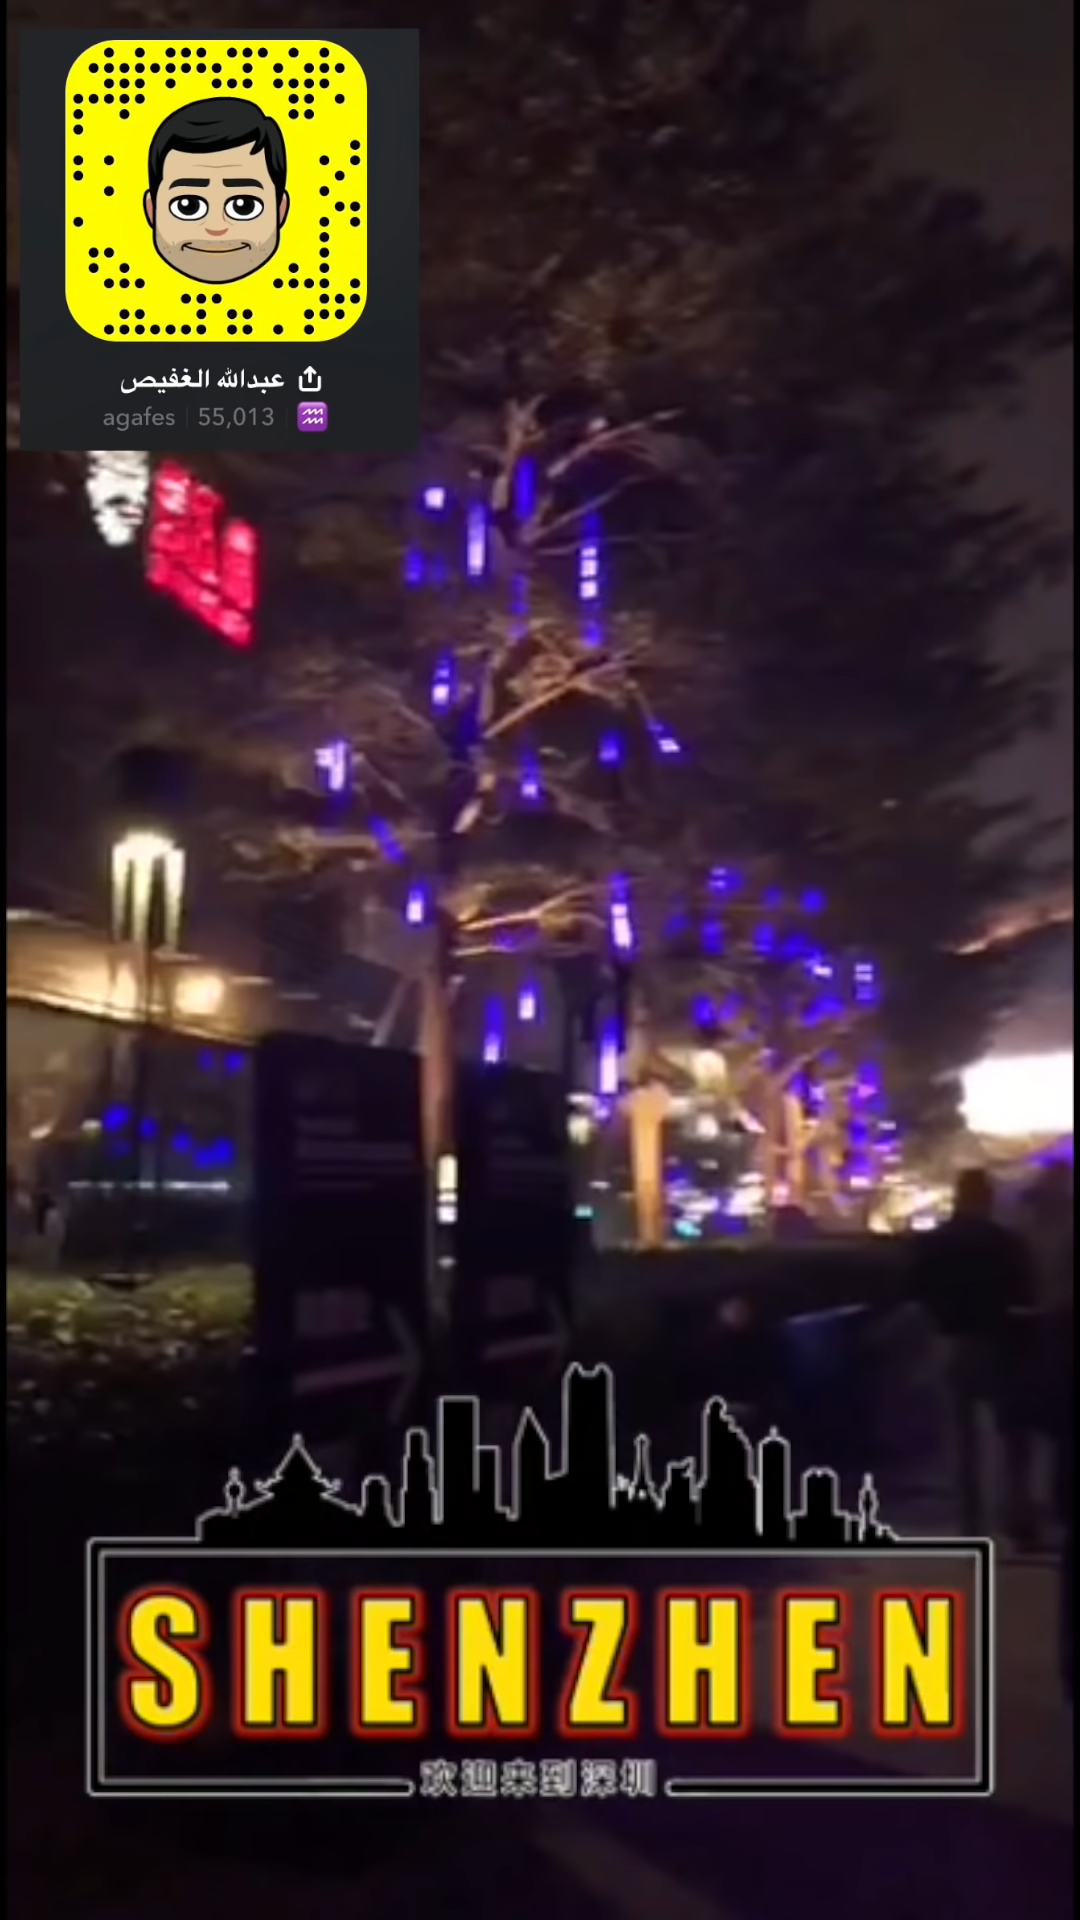 عبدالله الغفيص
agafes | 55,013 | ♒
SHENZHEN
欢迎来到深圳